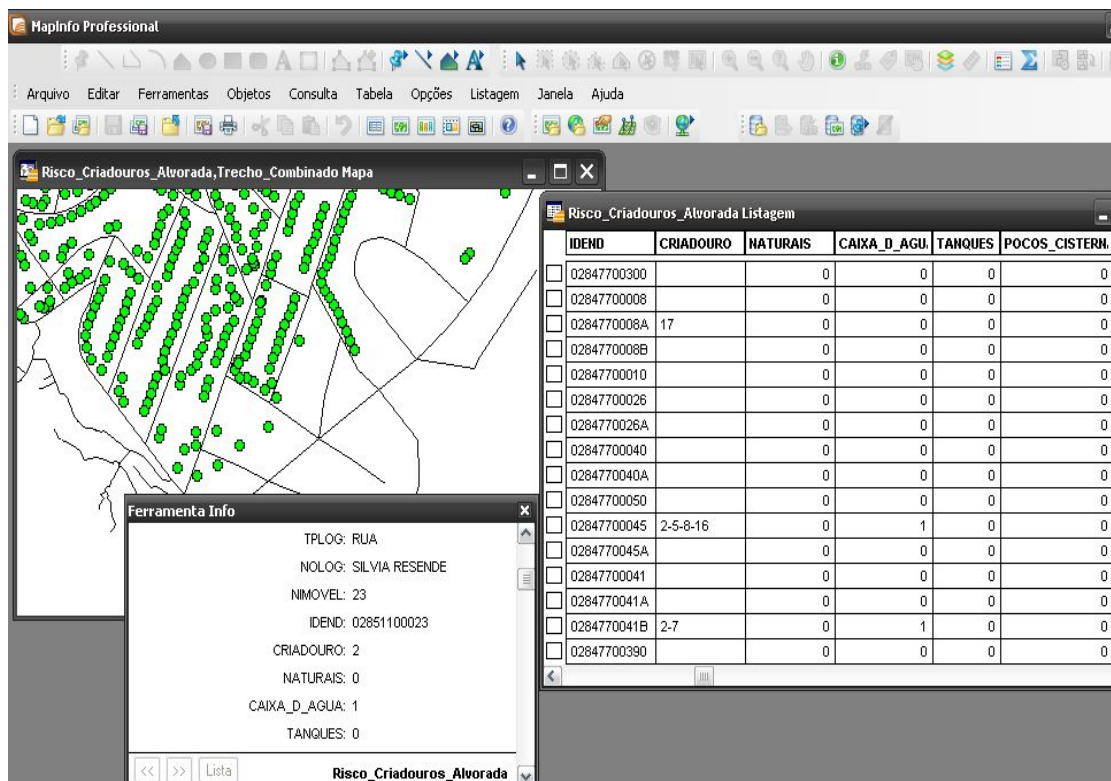 MapInfo Professional
Arquivo Editar Ferramentas Objetos Consulta Tabela Opções Listagem Janela Ajuda
Risco_Criadouros_Alvorada,Trecho_Combinado Mapa
Risco_Criadouros_Alvorada Listagem
IDEND CRIADOURO NATURAIS CAIXA_D_AGU TANQUES POCOS_CISTERN
02847700300 0 0 0 0
02847700008 0 0 0 0
0284770008A 17 0 0 0 0
0284770008B 0 0 0 0
02847700010 0 0 0 0
02847700026 0 0 0 0
0284770026A 0 0 0 0
02847700040 0 0 0 0
0284770040A 0 0 0 0
02847700050 0 0 0 0
02847700045 2-5-8-16 0 1 0 0
0284770045A 0 0 0 0
02847700041 0 0 0 0
0284770041A 0 0 0 0
0284770041B 2-7 0 1 0 0
02847700390 0 0 0 0
Ferramenta Info
TPLOG: RUA
NOLOG: SILVIA RESENDE
NIMOVEL: 23
IDEND: 02851100023
CRIADOURO: 2
NATURAIS: 0
CAIXA_D_AGUA: 1
TANQUES: 0
<< >> Lista Risco_Criadouros_Alvorada